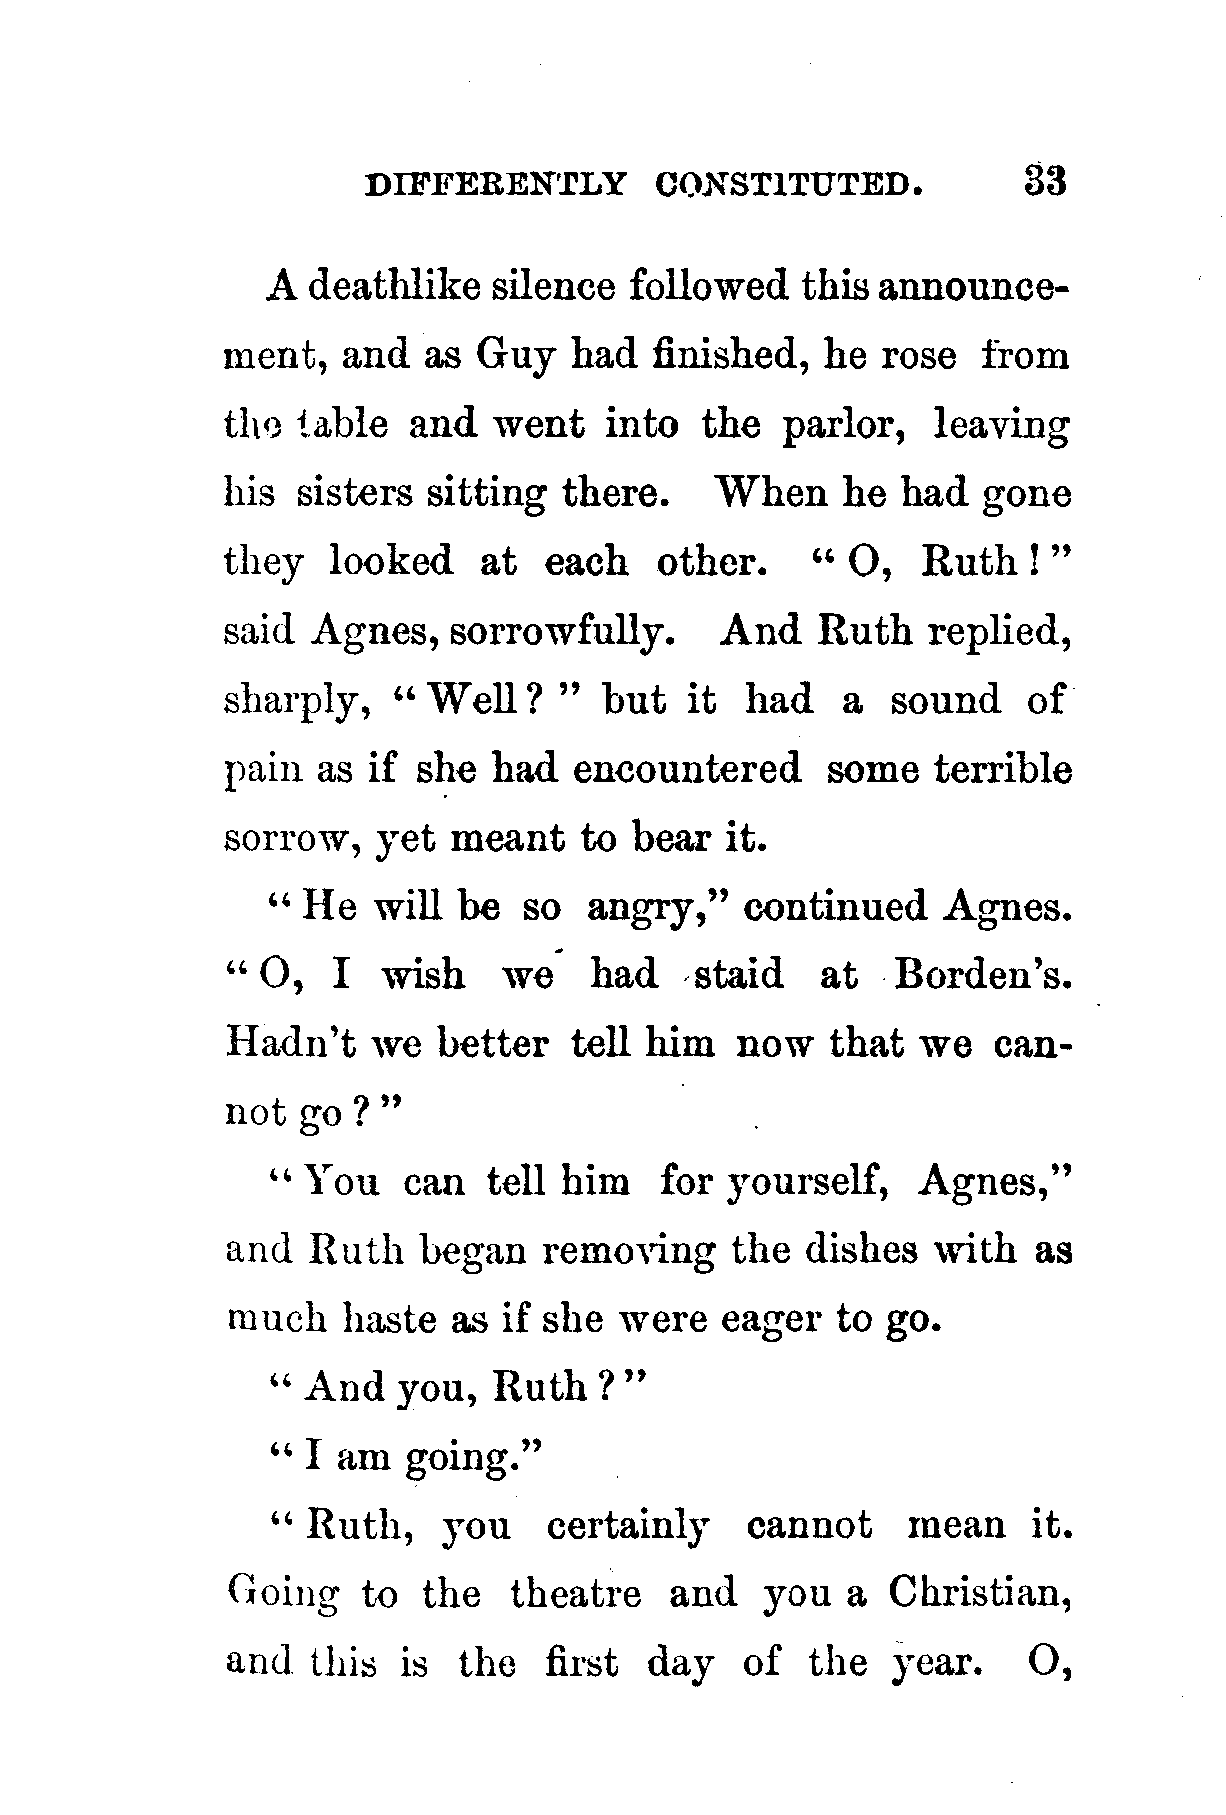 DIFFERENTLY CONSTITUTED. 33
A deathlike silence followed this announce-
ment, and as Guy had finished, he rose from
the table and went into the parlor, leaving
his sisters sitting there. When he had gone
they looked at each other. “ O, Ruth ! ”
said Agnes, sorrowfully. And Ruth replied,
sharply, “ Well ? ” but it had a sound of
pain as if she had encountered some terrible
sorrow, yet meant to bear it.
“ He will be so angry,” continued Agnes.
“ O, I wish we had staid at Borden’s.
Hadn’t we better tell him now that we can-
not go ? ”
“ You can tell him for yourself, Agnes,”
and Ruth began removing the dishes with as
much haste as if she were eager to go.
“ And you, Ruth ? ”
“ I am going.”
“ Ruth, you certainly cannot mean it.
Going to the theatre and you a Christian,
and this is the first day of the year. O,